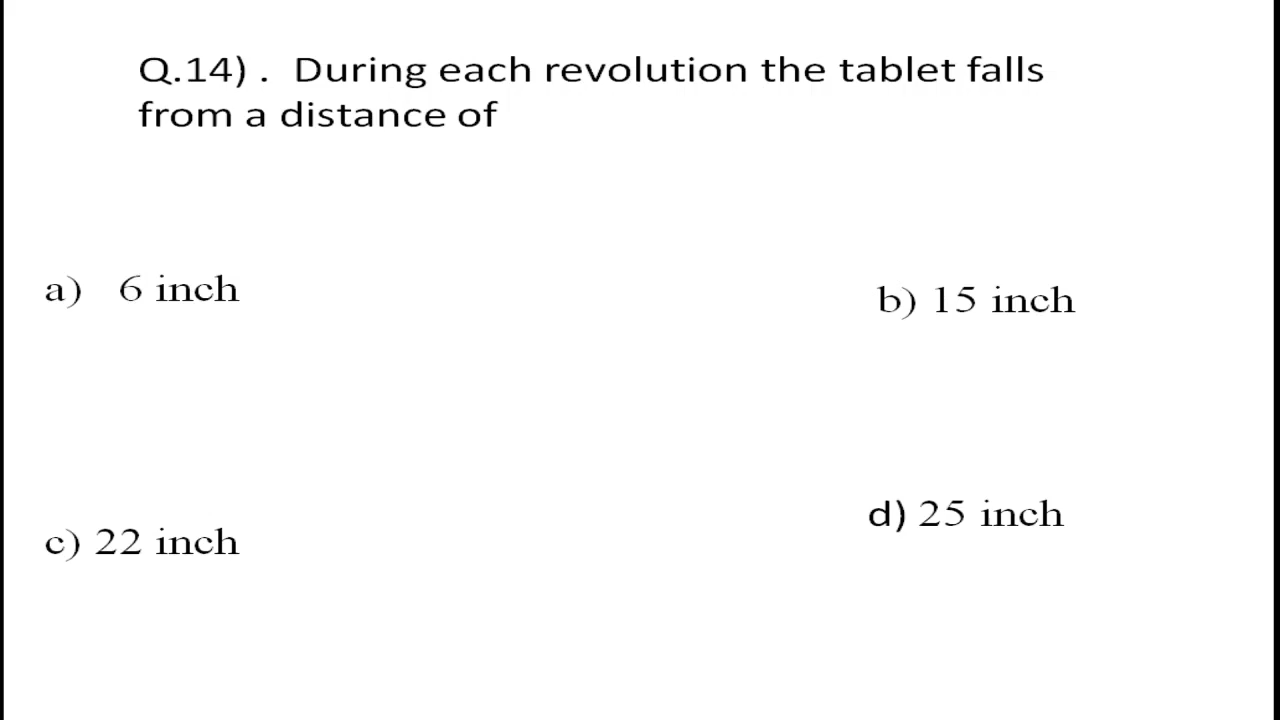 Q.14) .  During each revolution the tablet falls
from a distance of
a)   6 inch
b) 15 inch
c) 22 inch
d) 25 inch